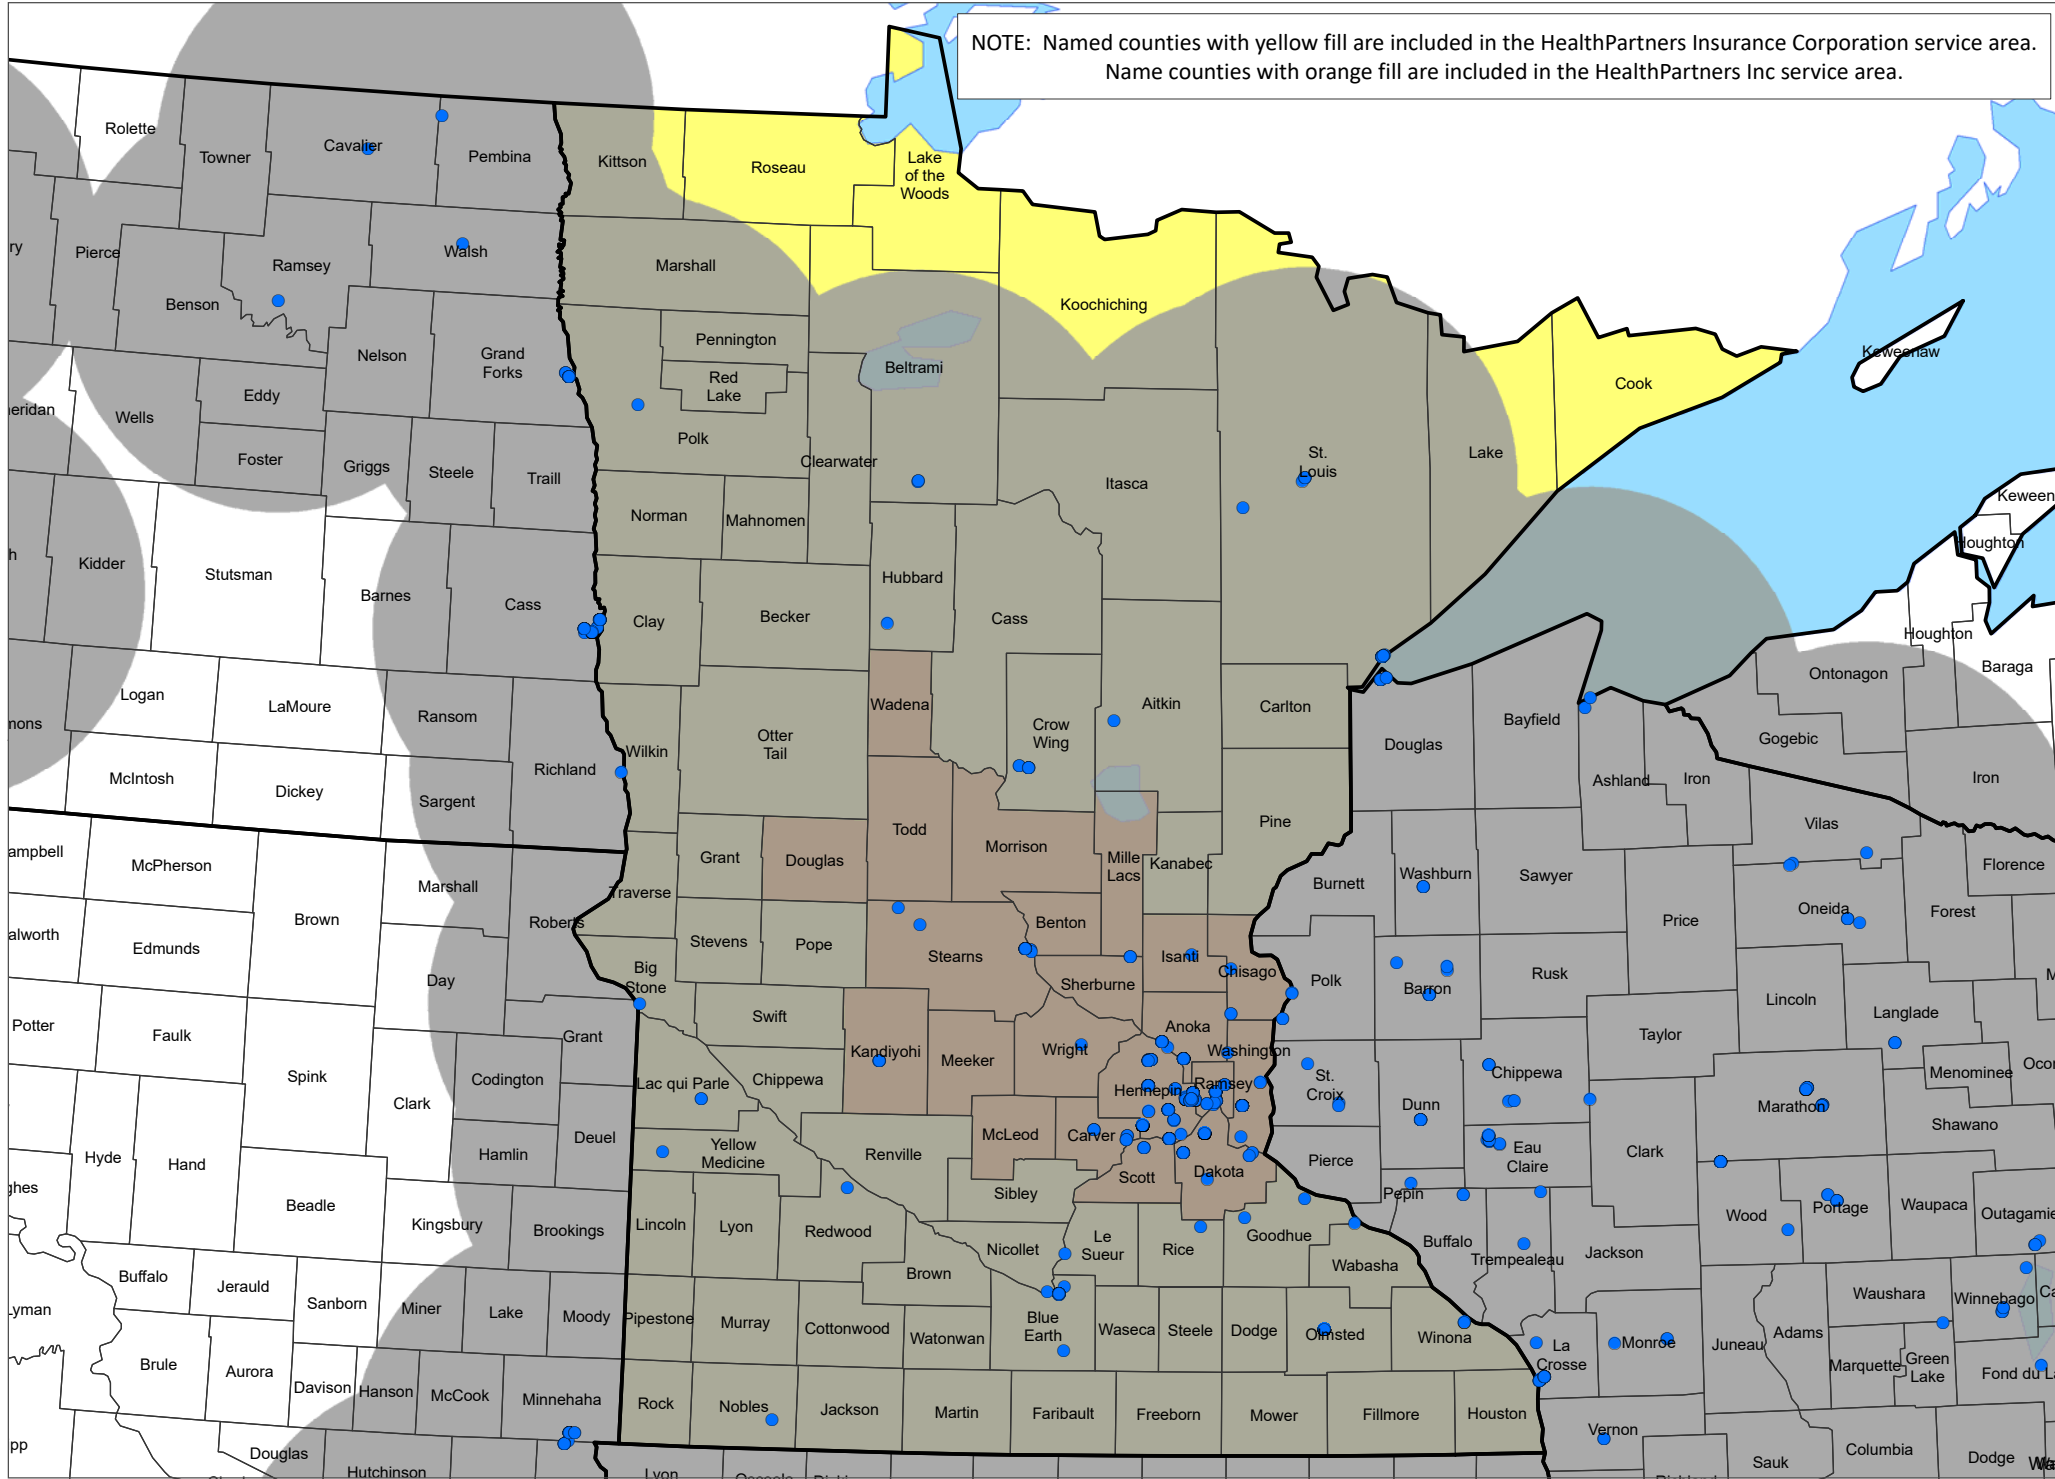 NOTE: Named counties with yellow fill are included in the HealthPartners Insurance Corporation service area.
Name counties with orange fill are included in the HealthPartners Inc service area.
Rolette
Towner
Cavalier
Pembina
Kittson
Roseau
Lake
of the
Woods
ry
Pierce
Benson
Ramsey
Walsh
Marshall
Koochiching
Nelson
Grand
Forks
Pennington
Red
Lake
Beltrami
Cook
Keweenaw
eridan
Wells
Eddy
Foster
Griggs
Steele
Traill
Polk
Clearwater
Itasca
St.
Louis
Lake
Keween
Houghton
h
Kidder
Stutsman
Barnes
Cass
Norman
Mahnomen
Clay
Becker
Hubbard
Cass
Houghton
Baraga
Ontonagon
Gogebic
Iron
mons
Logan
LaMoure
Ransom
McIntosh
Dickey
Sargent
Richland
Wilkin
Otter
Tail
Wadena
Crow
Wing
Aitkin
Carlton
Douglas
Bayfield
Ashland
Iron
Vilas
Florence
ampbell
McPherson
Brown
Marshall
Roberts
Traverse
Grant
Douglas
Todd
Morrison
Mille
Lacs
Kanabec
Pine
Burnett
Washburn
Sawyer
Price
Oneida
Forest
alworth
Edmunds
Day
Big
Stone
Stevens
Pope
Stearns
Benton
Sherburne
Isanti
Chisago
Polk
Barron
Rusk
Lincoln
Langlade
M
Potter
Faulk
Spink
Grant
Codington
Clark
Swift
Kandiyohi
Meeker
Wright
Anoka
Washington
Hennepin
Ramsey
St.
Croix
Dunn
Chippewa
Taylor
Marathon
Menominee
Oco
Shawano
Lac qui Parle
Chippewa
Hyde
Hand
Beadle
Hamlin
Deuel
Yellow
Medicine
Renville
McLeod
Carver
Scott
Dakota
Pierce
Pepin
Eau
Claire
Clark
Wood
Portage
Waupaca
Outagamie
ghes
Kingsbury
Brookings
Lincoln
Lyon
Redwood
Sibley
Nicollet
Brown
Le
Sueur
Rice
Goodhue
Wabasha
Buffalo
Trempealeau
Jackson
Waushara
Winnebago
Ca
Buffalo
Jerauld
Sanborn
Miner
Lake
Moody
Lyman
Pipestone
Murray
Cottonwood
Watonwan
Blue
Earth
Waseca
Steele
Dodge
Olmsted
Winona
La
Crosse
Monroe
Juneau
Adams
Marquette
Green
Lake
Fond du La
Brule
Aurora
Davison
Hanson
McCook
Minnehaha
Rock
Nobles
Jackson
Martin
Faribault
Freeborn
Mower
Fillmore
Houston
Vernon
Sauk
Columbia
Dodge
pp
Douglas
Hutchinson
Lyon